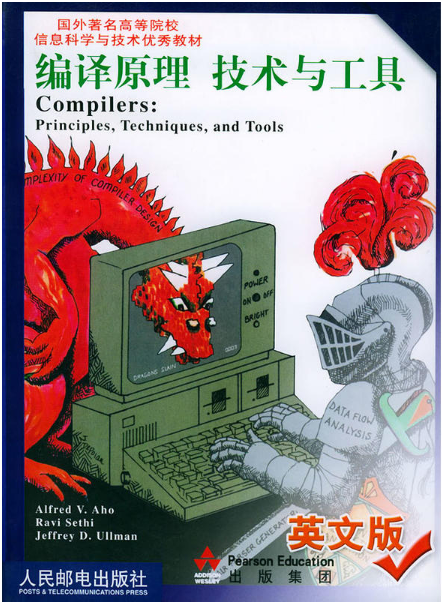 国外著名高等院校
信息科学与技术优秀教材
编译原理 技术与工具
Compilers:
Principles, Techniques, and Tools
COMPLEXITY OF COMPILER DESIGN
POWER
ON OFF
BRIGHT
DRAGONS SLAIN
DATA FLOW
ANALYSIS
Alfred V. Aho
Ravi Sethi
Jeffrey D. Ullman
英文版
人民邮电出版社
POSTS & TELECOMMUNICATIONS PRESS
ADDISON
WESLEY
Pearson Education
出版集团